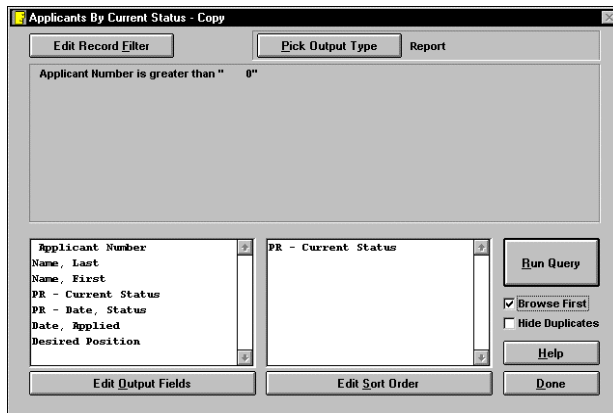 Applicants By Current Status - Copy
Edit Record Filter
Pick Output Type
Report
Applicant Number is greater than " 0"
Applicant Number
Name, Last
Name, First
PR - Current Status
PR - Date, Status
Date, Applied
Desired Position
PR - Current Status
Run Query
Browse First
Hide Duplicates
Help
Edit Output Fields
Edit Sort Order
Done